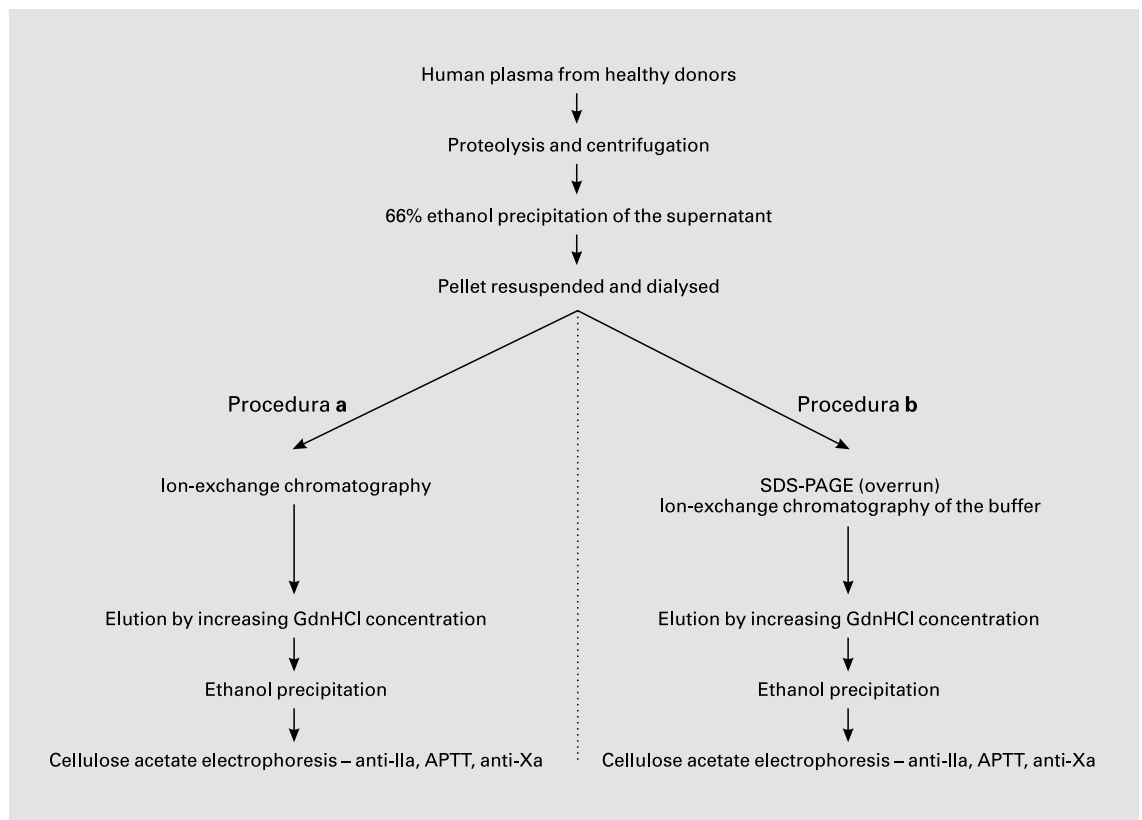 Human plasma from healthy donors
Proteolysis and centrifugation
66% ethanol precipitation of the supernatant
Pellet resuspended and dialysed
Procedura a
Ion-exchange chromatography
Elution by increasing GdnHCl concentration
Ethanol precipitation
Cellulose acetate electrophoresis – anti-IIa, APTT, anti-Xa
Procedura b
SDS-PAGE (overrun)
Ion-exchange chromatography of the buffer
Elution by increasing GdnHCl concentration
Ethanol precipitation
Cellulose acetate electrophoresis – anti-IIa, APTT, anti-Xa